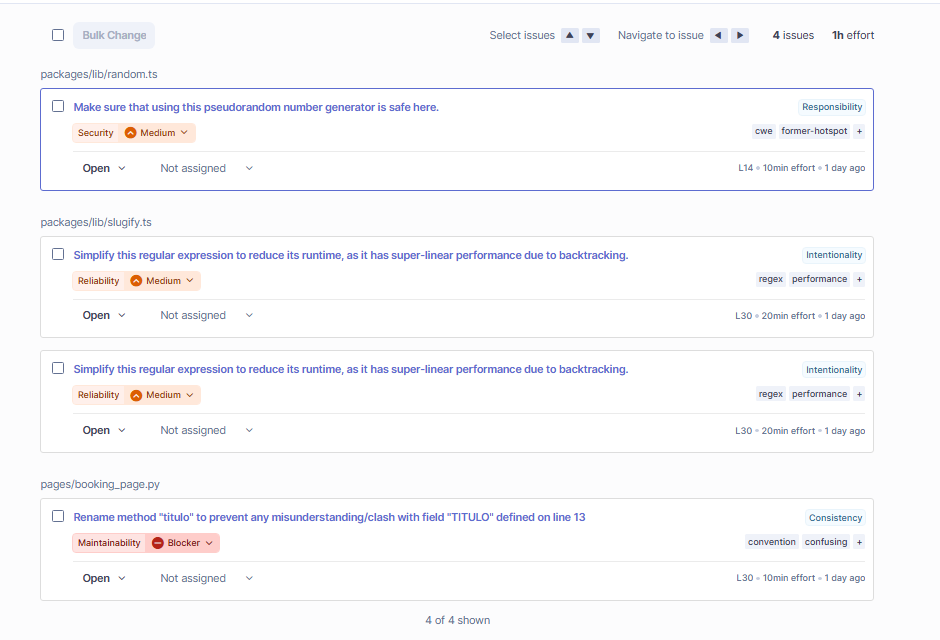 Bulk Change Select issues Navigate to issue 4 issues 1h effort
packages/lib/random.ts
Make sure that using this pseudorandom number generator is safe here. Responsibility
Security Medium cwe former-hotspot +
Open Not assigned L14 • 10min effort • 1 day ago
packages/lib/slugify.ts
Simplify this regular expression to reduce its runtime, as it has super-linear performance due to backtracking. Intentionality
Reliability Medium regex performance +
Open Not assigned L30 • 20min effort • 1 day ago
Simplify this regular expression to reduce its runtime, as it has super-linear performance due to backtracking. Intentionality
Reliability Medium regex performance +
Open Not assigned L30 • 20min effort • 1 day ago
pages/booking_page.py
Rename method "titulo" to prevent any misunderstanding/clash with field "TITULO" defined on line 13 Consistency
Maintainability Blocker convention confusing +
Open Not assigned L30 • 10min effort • 1 day ago
4 of 4 shown